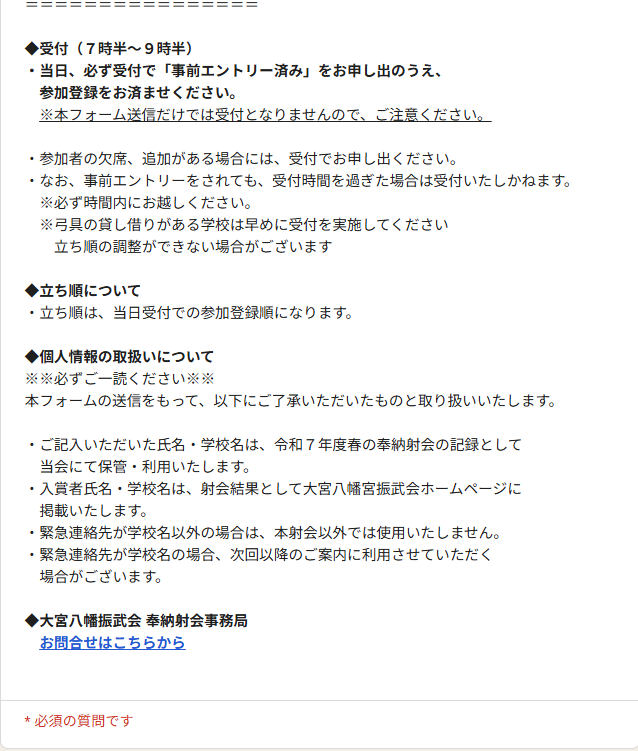 ================
◆受付（７時半～９時半）
・当日、必ず受付で「事前エントリー済み」をお申し出のうえ、
参加登録をお済ませください。
※本フォーム送信だけでは受付となりませんので、ご注意ください。
・参加者の欠席、追加がある場合には、受付でお申し出ください。
・なお、事前エントリーをされても、受付時間を過ぎた場合は受付いたしかねます。
※必ず時間内にお越しください。
※弓具の貸し借りがある学校は早めに受付を実施してください
立ち順の調整ができない場合がございます
◆立ち順について
・立ち順は、当日受付での参加登録順になります。
◆個人情報の取扱いについて
※※必ずご一読ください※※
本フォームの送信をもって、以下にご了承いただいたものと取り扱いいたします。
・ご記入いただいた氏名・学校名は、令和７年度春の奉納射会の記録として
当会にて保管・利用いたします。
・入賞者氏名・学校名は、射会結果として大宮八幡宮振武会ホームページに
掲載いたします。
・緊急連絡先が学校名以外の場合は、本射会以外では使用いたしません。
・緊急連絡先が学校名の場合、次回以降のご案内に利用させていただく
場合がございます。
◆大宮八幡振武会 奉納射会事務局
お問合せはこちらから
* 必須の質問です